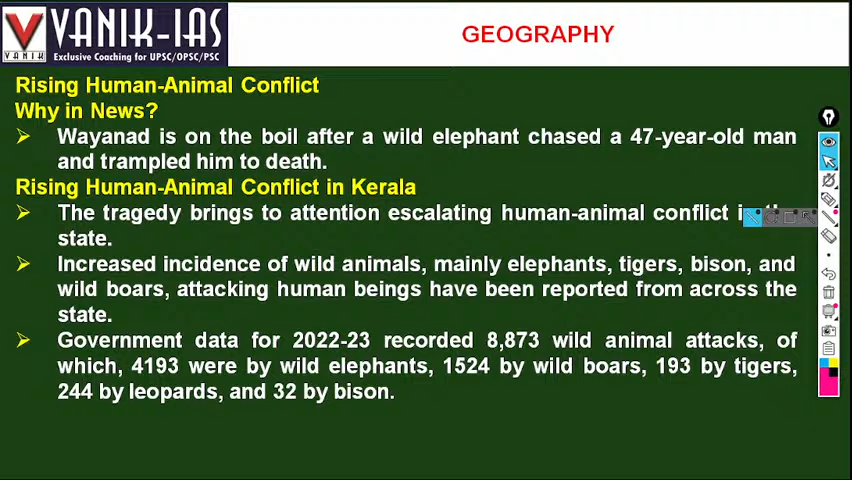 VANIK-IAS
VANIK
Exclusive Coaching for UPSC/OPSC/PSC
GEOGRAPHY
Rising Human-Animal Conflict
Why in News?
Wayanad is on the boil after a wild elephant chased a 47-year-old man
and trampled him to death.
Rising Human-Animal Conflict in Kerala
The tragedy brings to attention escalating human-animal conflict
state.
Increased incidence of wild animals, mainly elephants, tigers, bison, and
wild boars, attacking human beings have been reported from across the
state.
Government data for 2022-23 recorded 8,873 wild animal attacks, of
which, 4193 were by wild elephants, 1524 by wild boars, 193 by tigers,
244 by leopards, and 32 by bison.